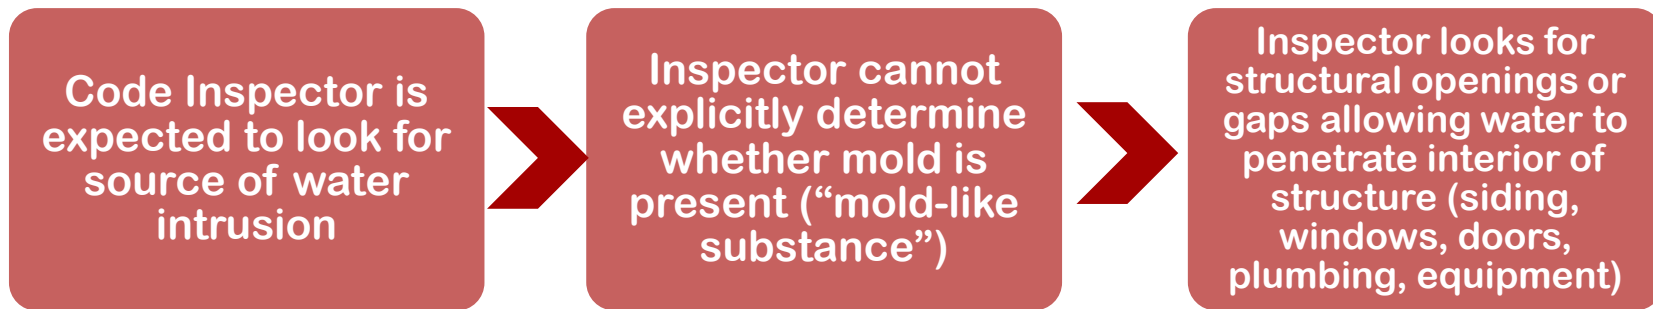 Code Inspector is
expected to look for
source of water
intrusion
Inspector cannot
explicitly determine
whether mold is
present (“mold-like
substance”)
Inspector looks for
structural openings or
gaps allowing water to
penetrate interior of
structure (siding,
windows, doors,
plumbing, equipment)